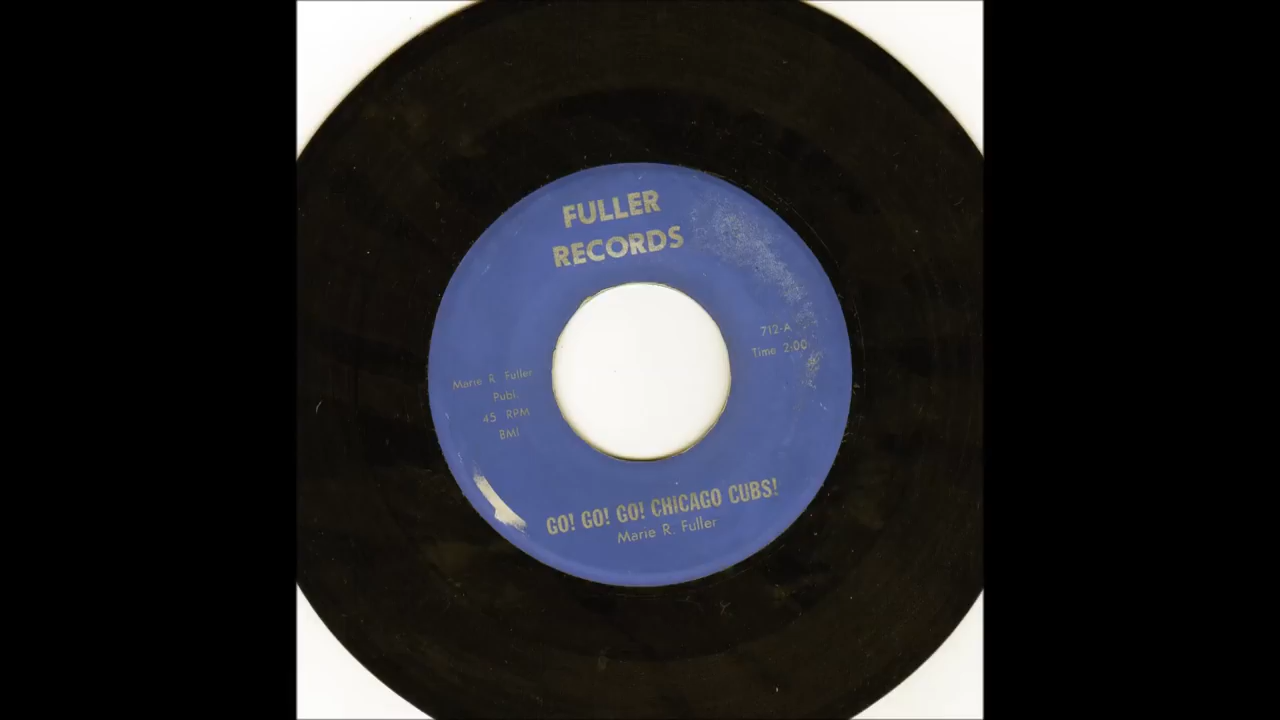 FULLER
RECORDS
712-A
Time 2:00
Marie R. Fuller
Publ.
45 RPM
BMI
GO! GO! GO! CHICAGO CUBS!
Marie R. Fuller